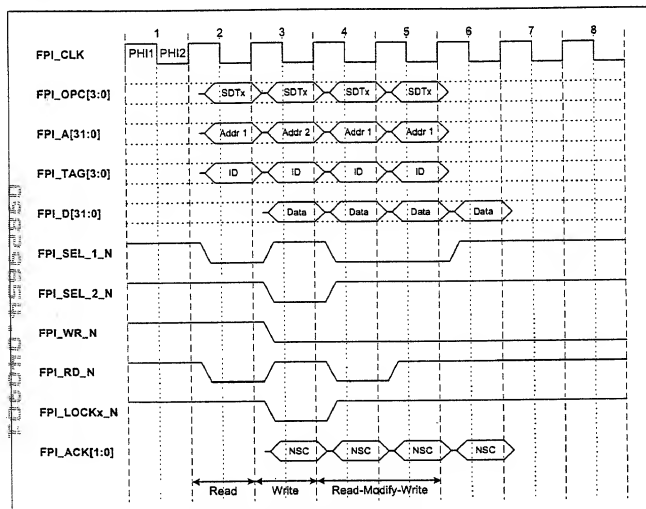 1 2 3 4 5 6 7 8
FPI_CLK PHI1 PHI2
FPI_OPC[3:0] SDTx SDTx SDTx SDTx
FPI_A[31:0] Addr 1 Addr 2 Addr 1 Addr 1
FPI_TAG[3:0] ID ID ID ID
FPI_D[31:0] Data Data Data Data
FPI_SEL_1_N
FPI_SEL_2_N
FPI_WR_N
FPI_RD_N
FPI_LOCKx_N
FPI_ACK[1:0] NSC NSC NSC NSC
Read Write Read-Modify-Write